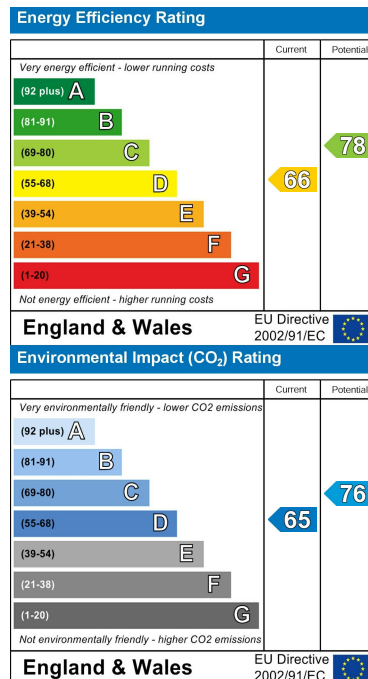 Energy Efficiency Rating
Current Potential
Very energy efficient - lower running costs
(92 plus) A
(81-91) B
(69-80) C
78
(55-68) D
66
(39-54) E
(21-38) F
(1-20) G
Not energy efficient - higher running costs
England & Wales
EU Directive
2002/91/EC
Environmental Impact (CO₂) Rating
Current Potential
Very environmentally friendly - lower CO2 emissions
(92 plus) A
(81-91) B
(69-80) C
76
(55-68) D
65
(39-54) E
(21-38) F
(1-20) G
Not environmentally friendly - higher CO2 emissions
England & Wales
EU Directive
2002/91/EC